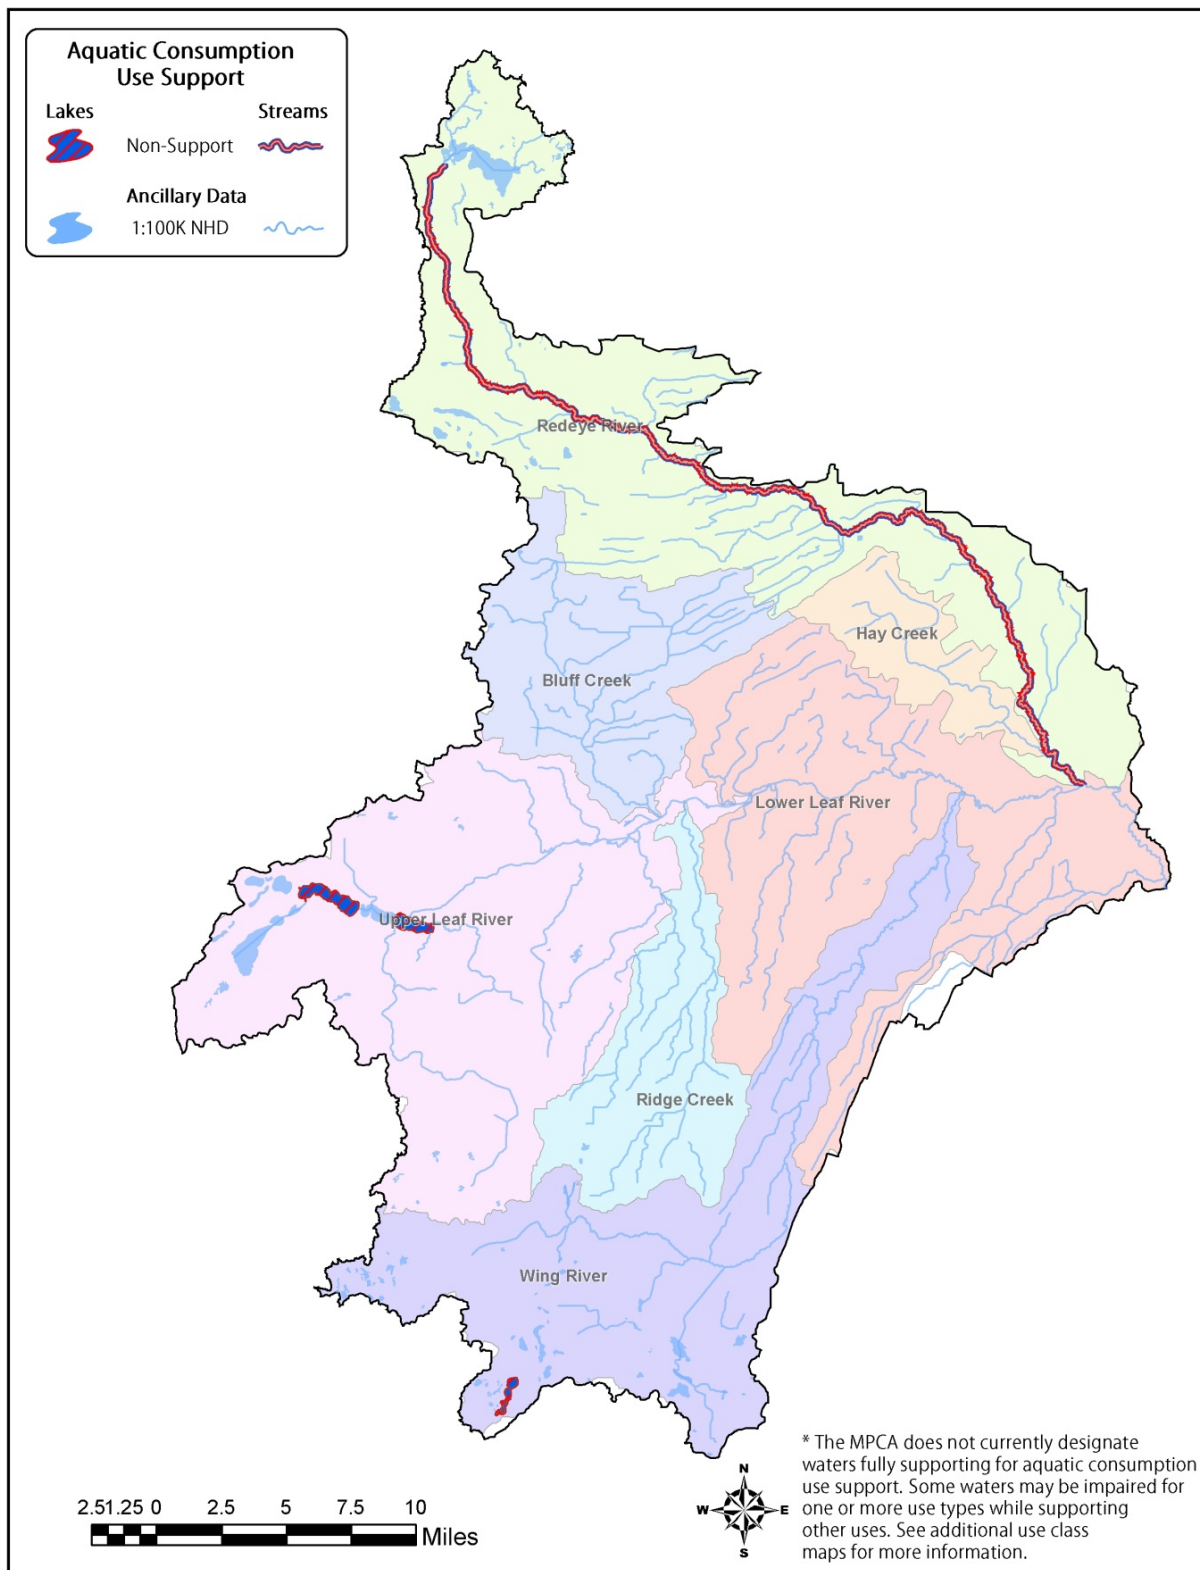 Aquatic Consumption
Use Support
Lakes
Streams
Non-Support
Ancillary Data
1:100K NHD
Redeye River
Hay Creek
Bluff Creek
Lower Leaf River
Upper Leaf River
Ridge Creek
Wing River
2.51.25 0 2.5 5 7.5 10
Miles
N
W E
S
* The MPCA does not currently designate
waters fully supporting for aquatic consumption
use support. Some waters may be impaired for
one or more use types while supporting
other uses. See additional use class
maps for more information.